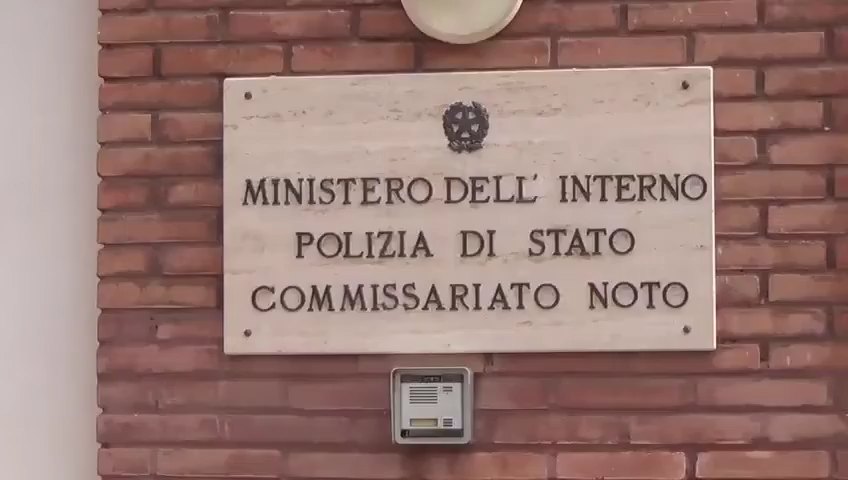 MINISTERO DELL' INTERNO
POLIZIA DI STATO
COMMISSARIATO NOTO